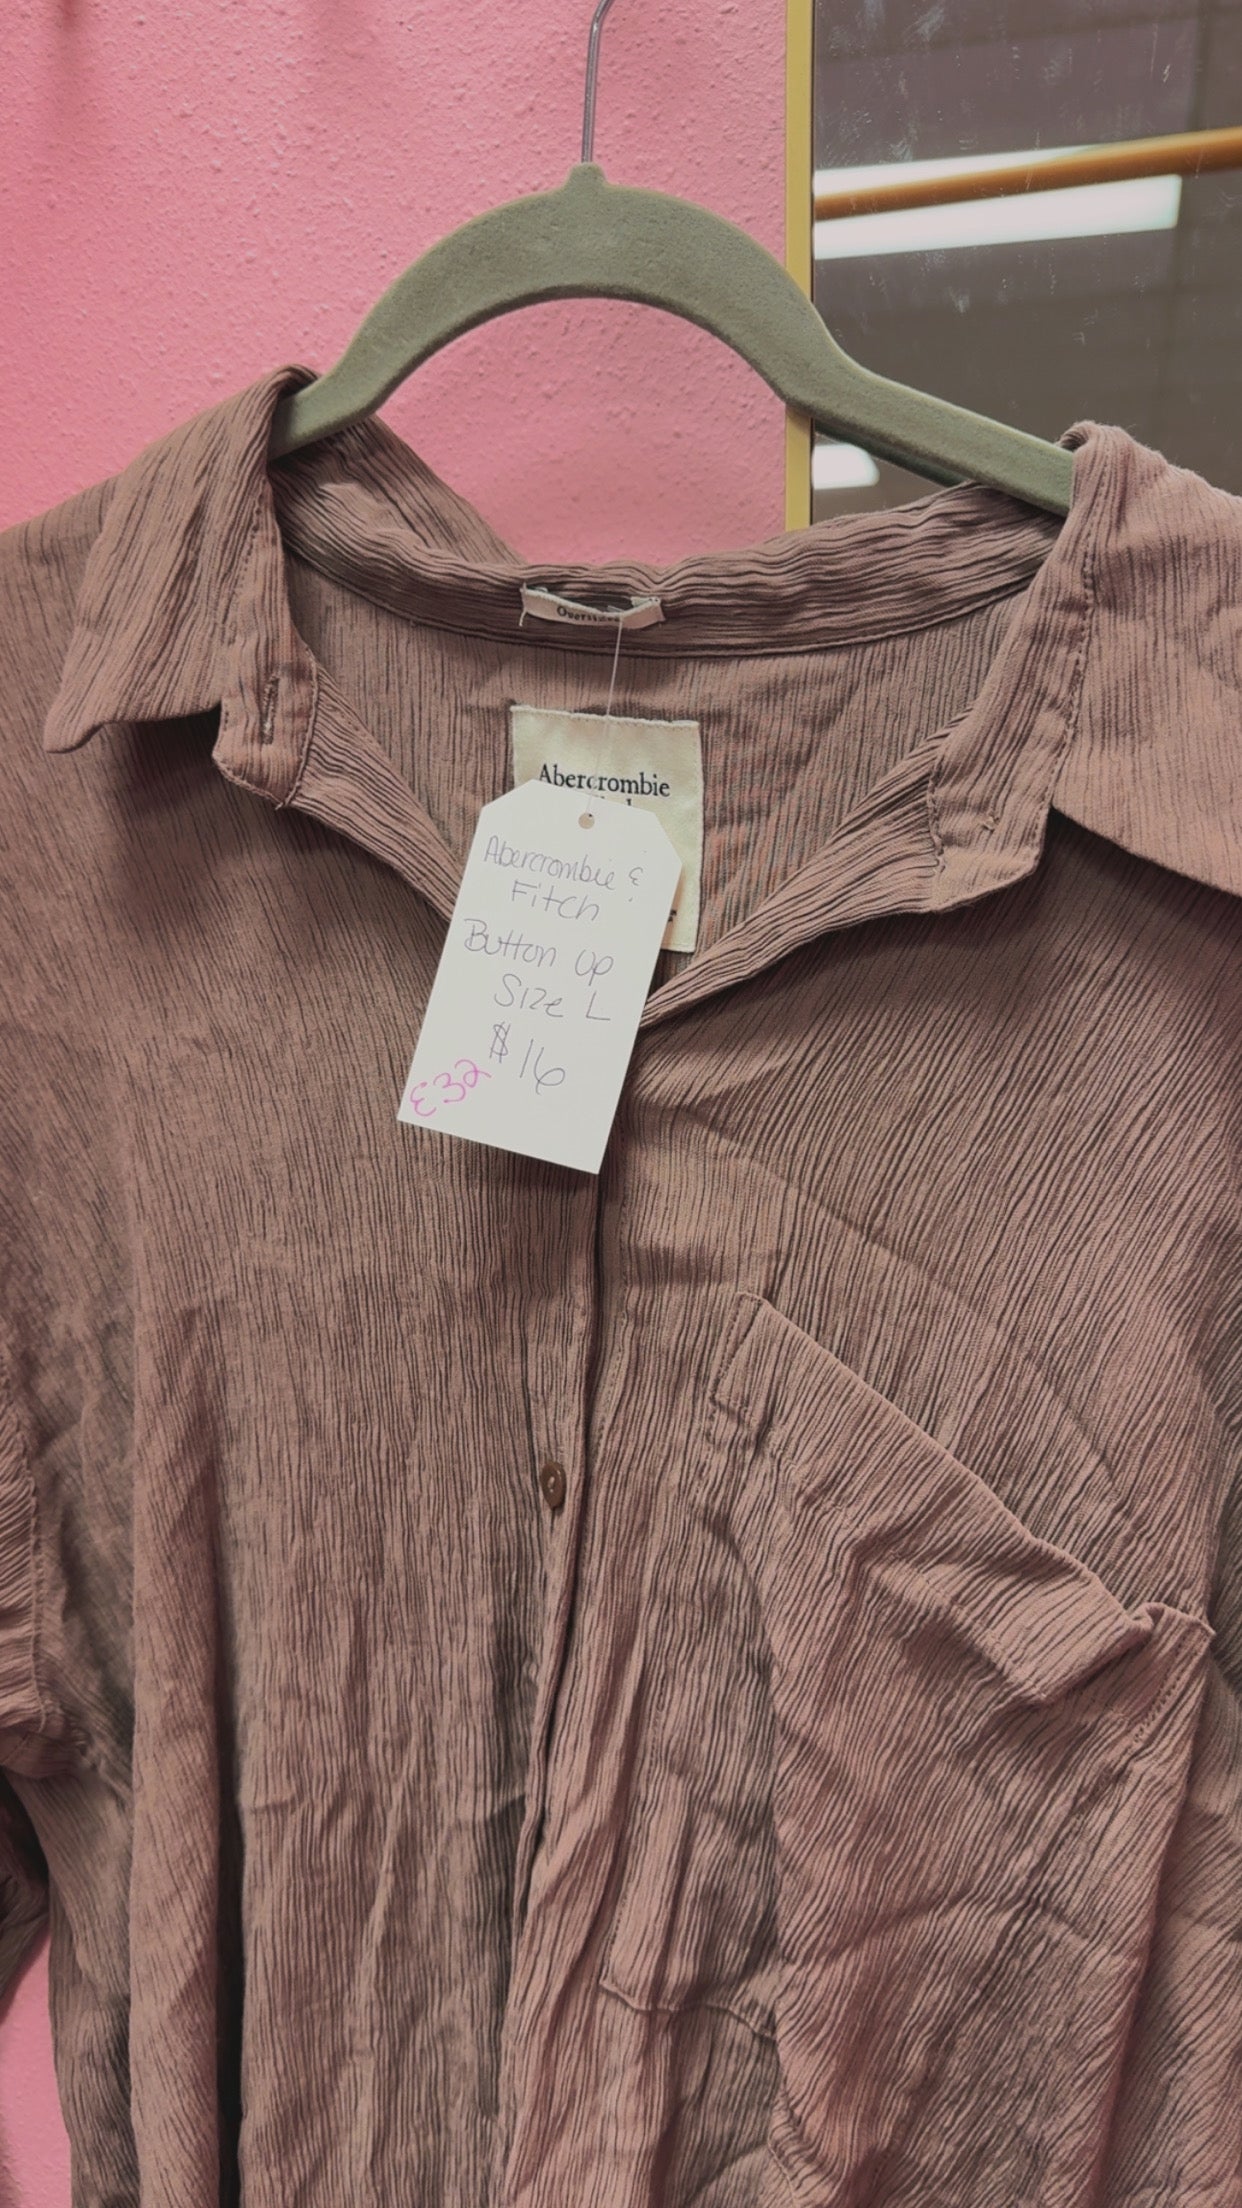 Abercrombie
Abercrombie &
Fitch
Button up
Size L
$16
E32